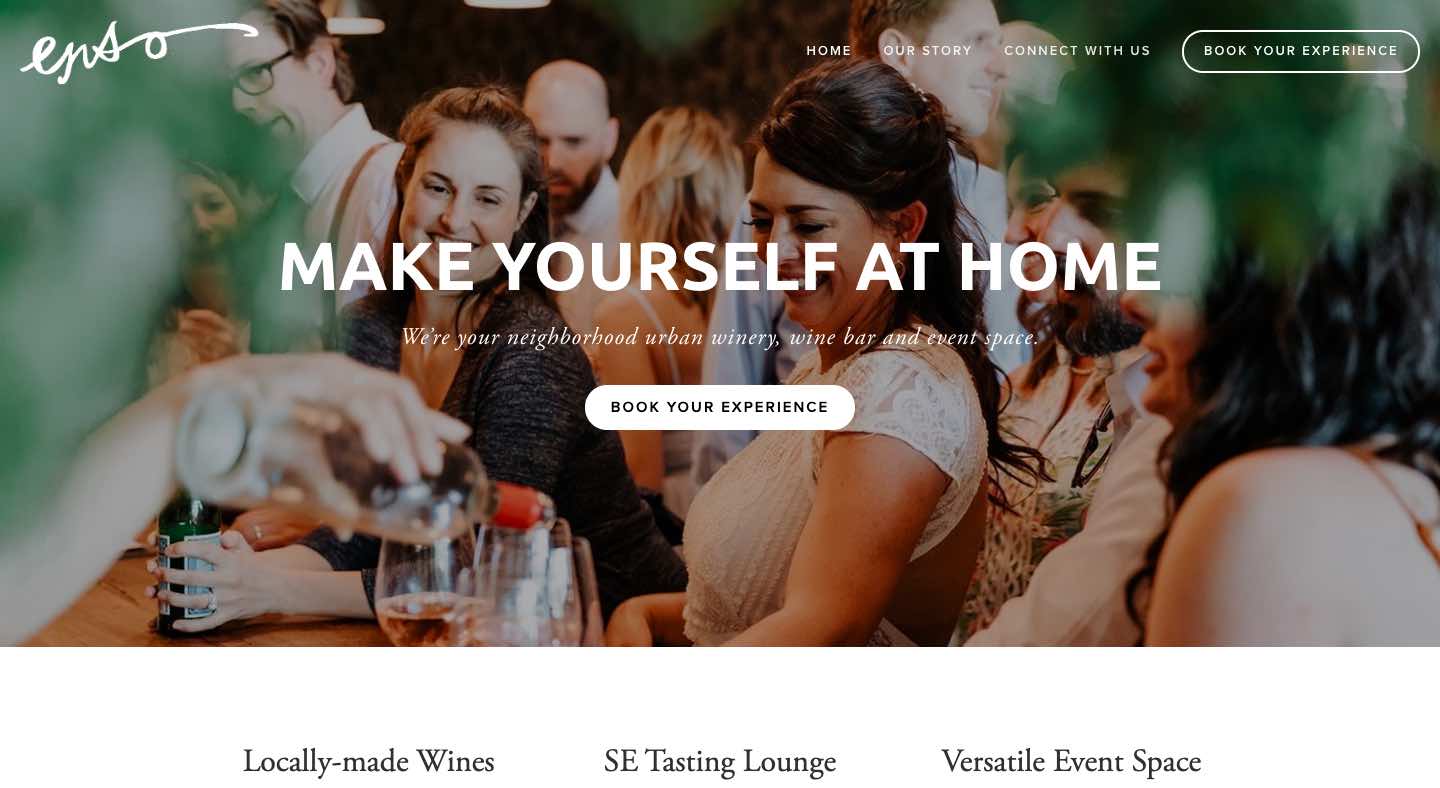 enso
HOME OUR STORY CONNECT WITH US BOOK YOUR EXPERIENCE
MAKE YOURSELF AT HOME
We’re your neighborhood urban winery, wine bar and event space.
BOOK YOUR EXPERIENCE
Locally-made Wines SE Tasting Lounge Versatile Event Space